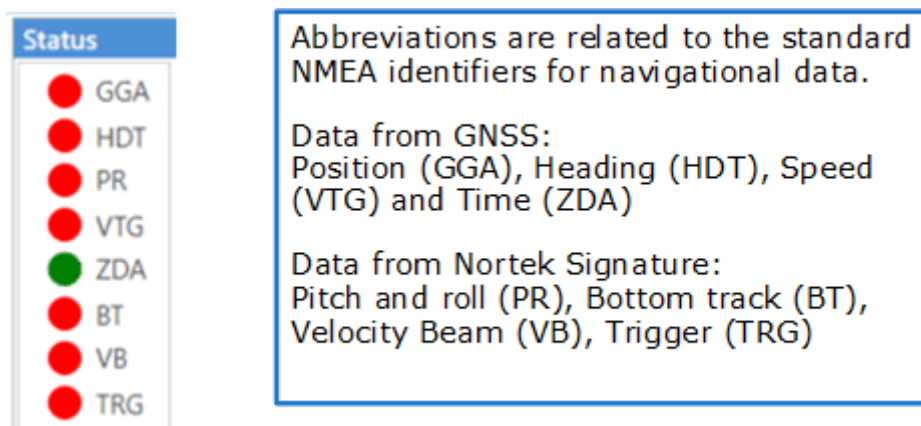 Status
GGA
HDT
PR
VTG
ZDA
BT
VB
TRG
Abbreviations are related to the standard
NMEA identifiers for navigational data.
Data from GNSS:
Position (GGA), Heading (HDT), Speed
(VTG) and Time (ZDA)
Data from Nortek Signature:
Pitch and roll (PR), Bottom track (BT),
Velocity Beam (VB), Trigger (TRG)